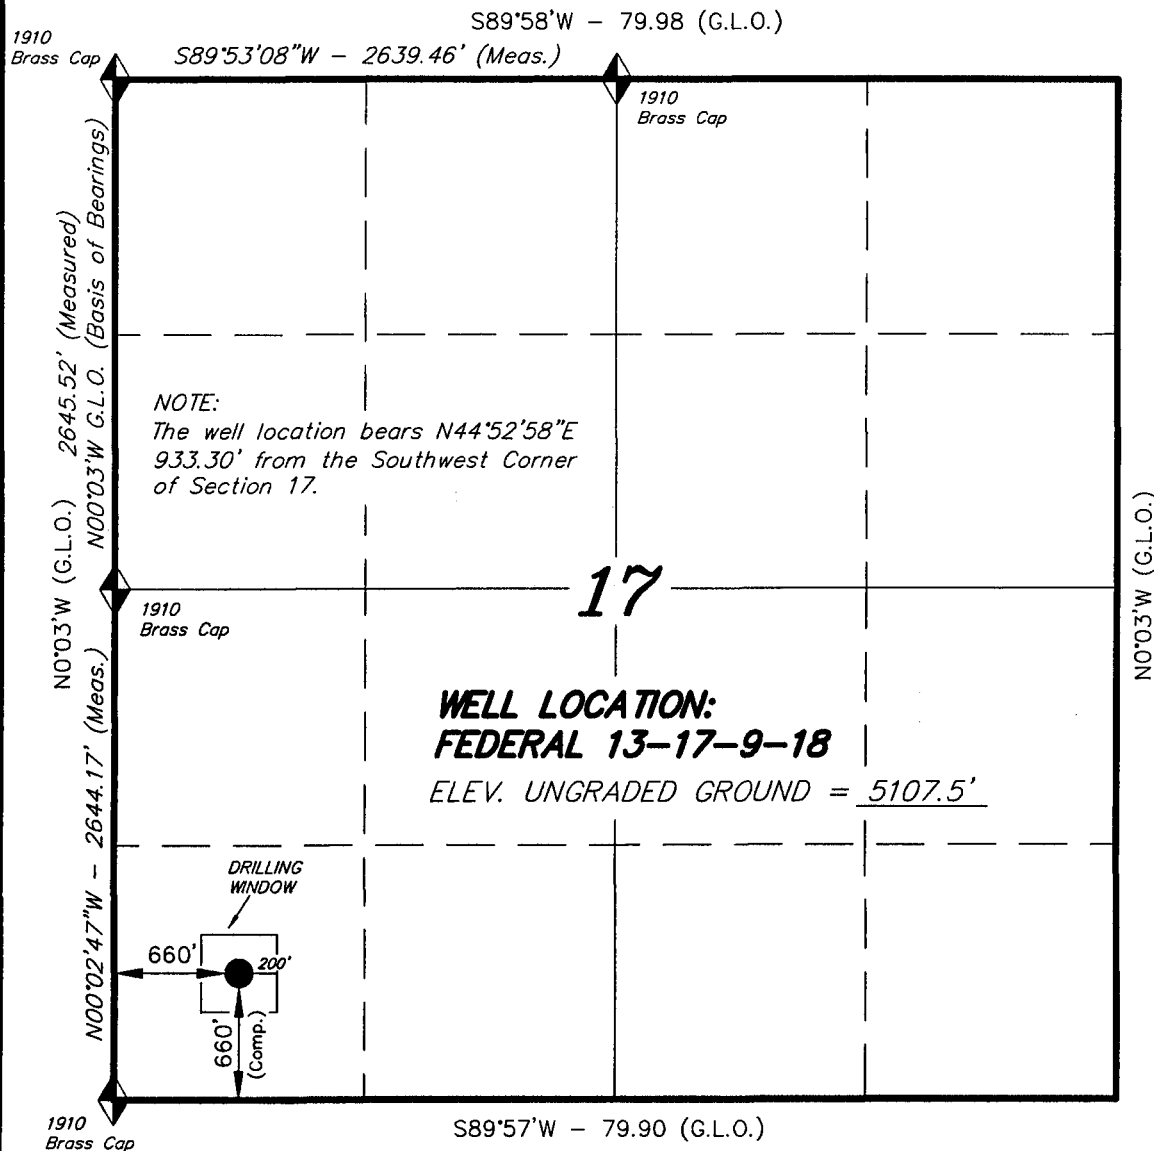 S89°58'W - 79.98 (G.L.O.)
1910
Brass Cap
S89°53'08"W - 2639.46' (Meas.)
1910
Brass Cap
2645.52' (Measured)
N00°03'W G.L.O. (Basis of Bearings)
NOTE:
The well location bears N44°52'58"E
933.30' from the Southwest Corner
of Section 17.
N0°03'W (G.L.O.)
N0°03'W (G.L.O.)
17
1910
Brass Cap
WELL LOCATION:
FEDERAL 13-17-9-18
ELEV. UNGRADED GROUND = 5107.5'
N00°02'47"W - 2644.17' (Meas.)
DRILLING
WINDOW
660'
200'
660'
(Comp.)
1910
Brass Cap
S89°57'W - 79.90 (G.L.O.)